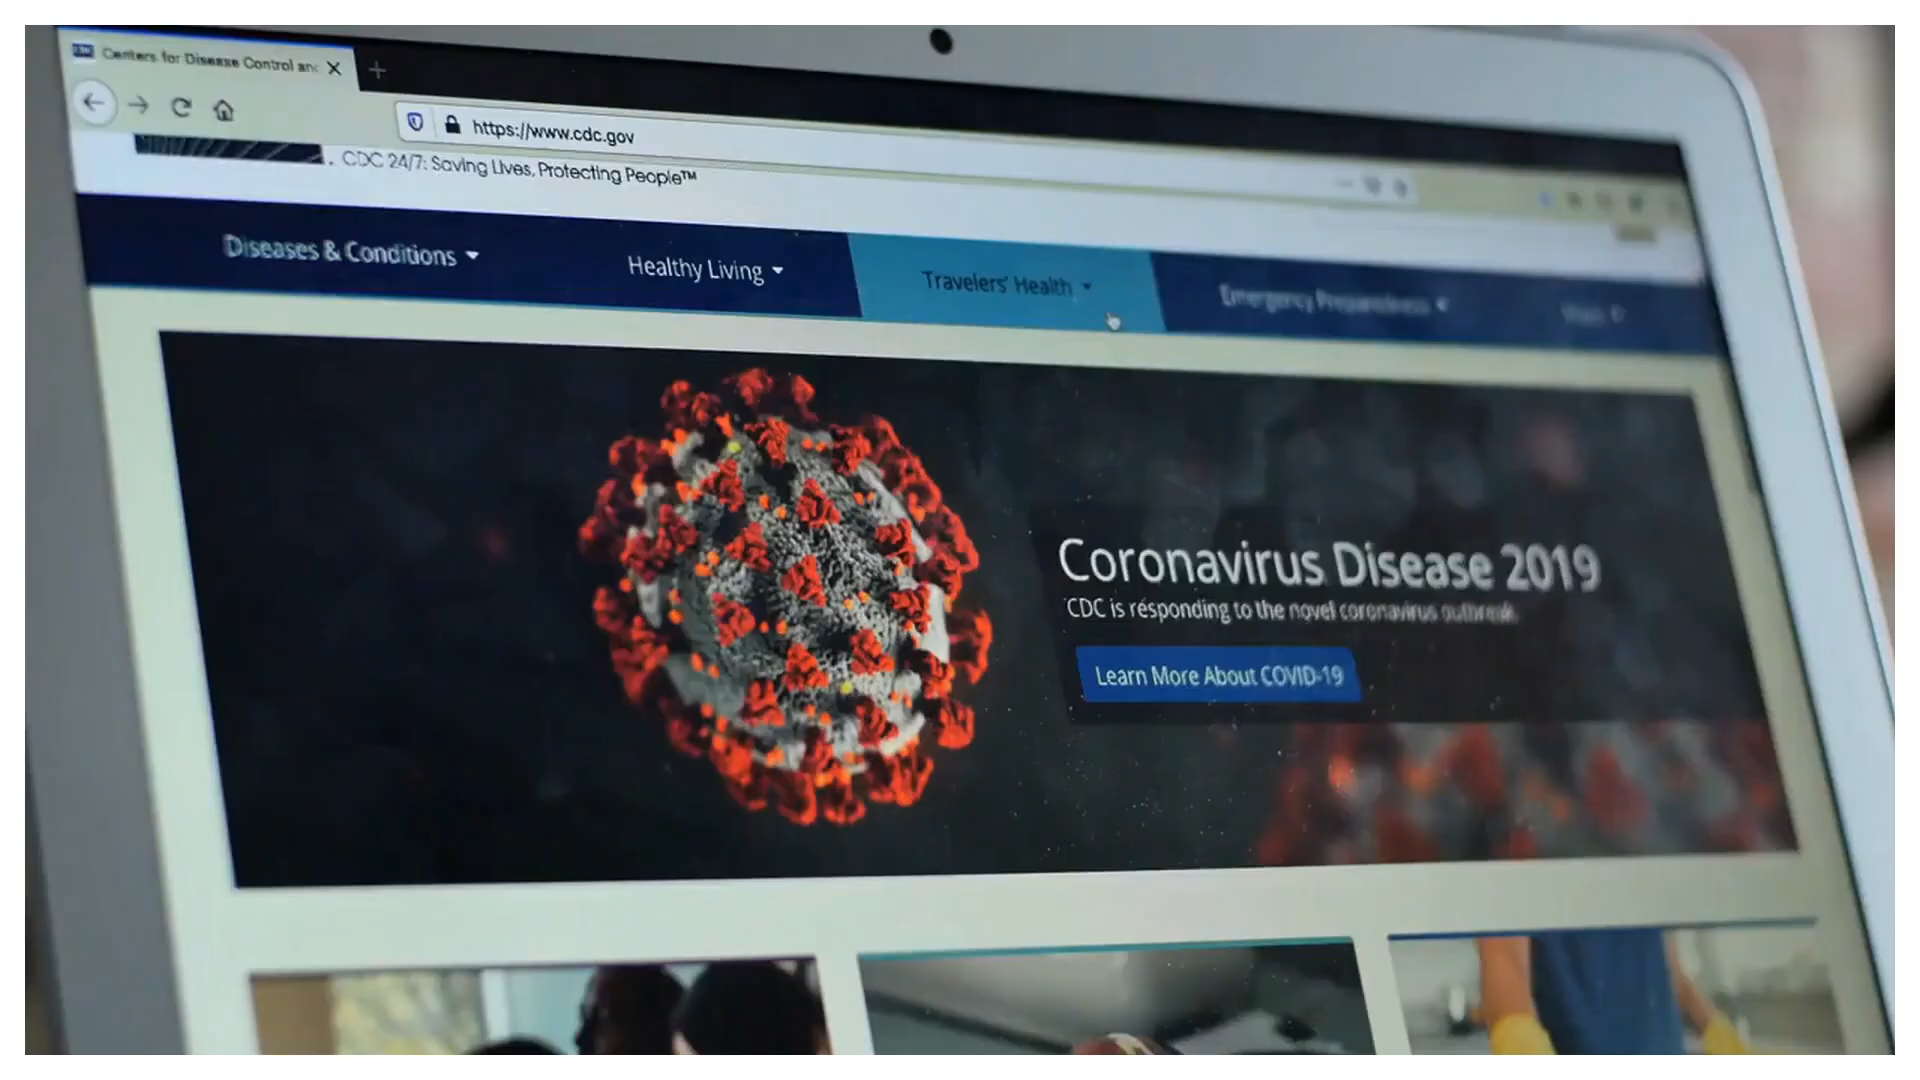 Centers for Disease Control an
https://www.cdc.gov
CDC 24/7: Saving Lives, Protecting People™
Diseases & Conditions
Healthy Living
Travelers' Health
Emergency Preparedness
Coronavirus Disease 2019
CDC is responding to the novel coronavirus outbreak.
Learn More About COVID-19